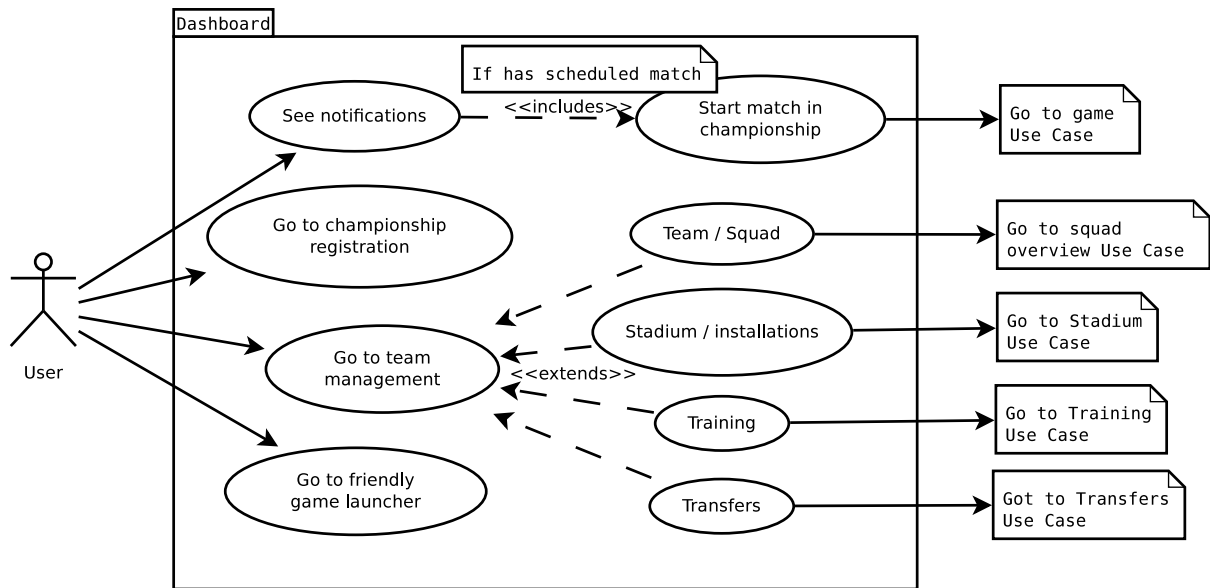 Dashboard
If has scheduled match
<<includes>>
See notifications
Start match in
championship
Go to game
Use Case
Go to championship
registration
Team / Squad
Go to squad
overview Use Case
User
Go to team
management
Stadium / installations
Go to Stadium
Use Case
<<extends>>
Training
Go to Training
Use Case
Go to friendly
game launcher
Transfers
Got to Transfers
Use Case